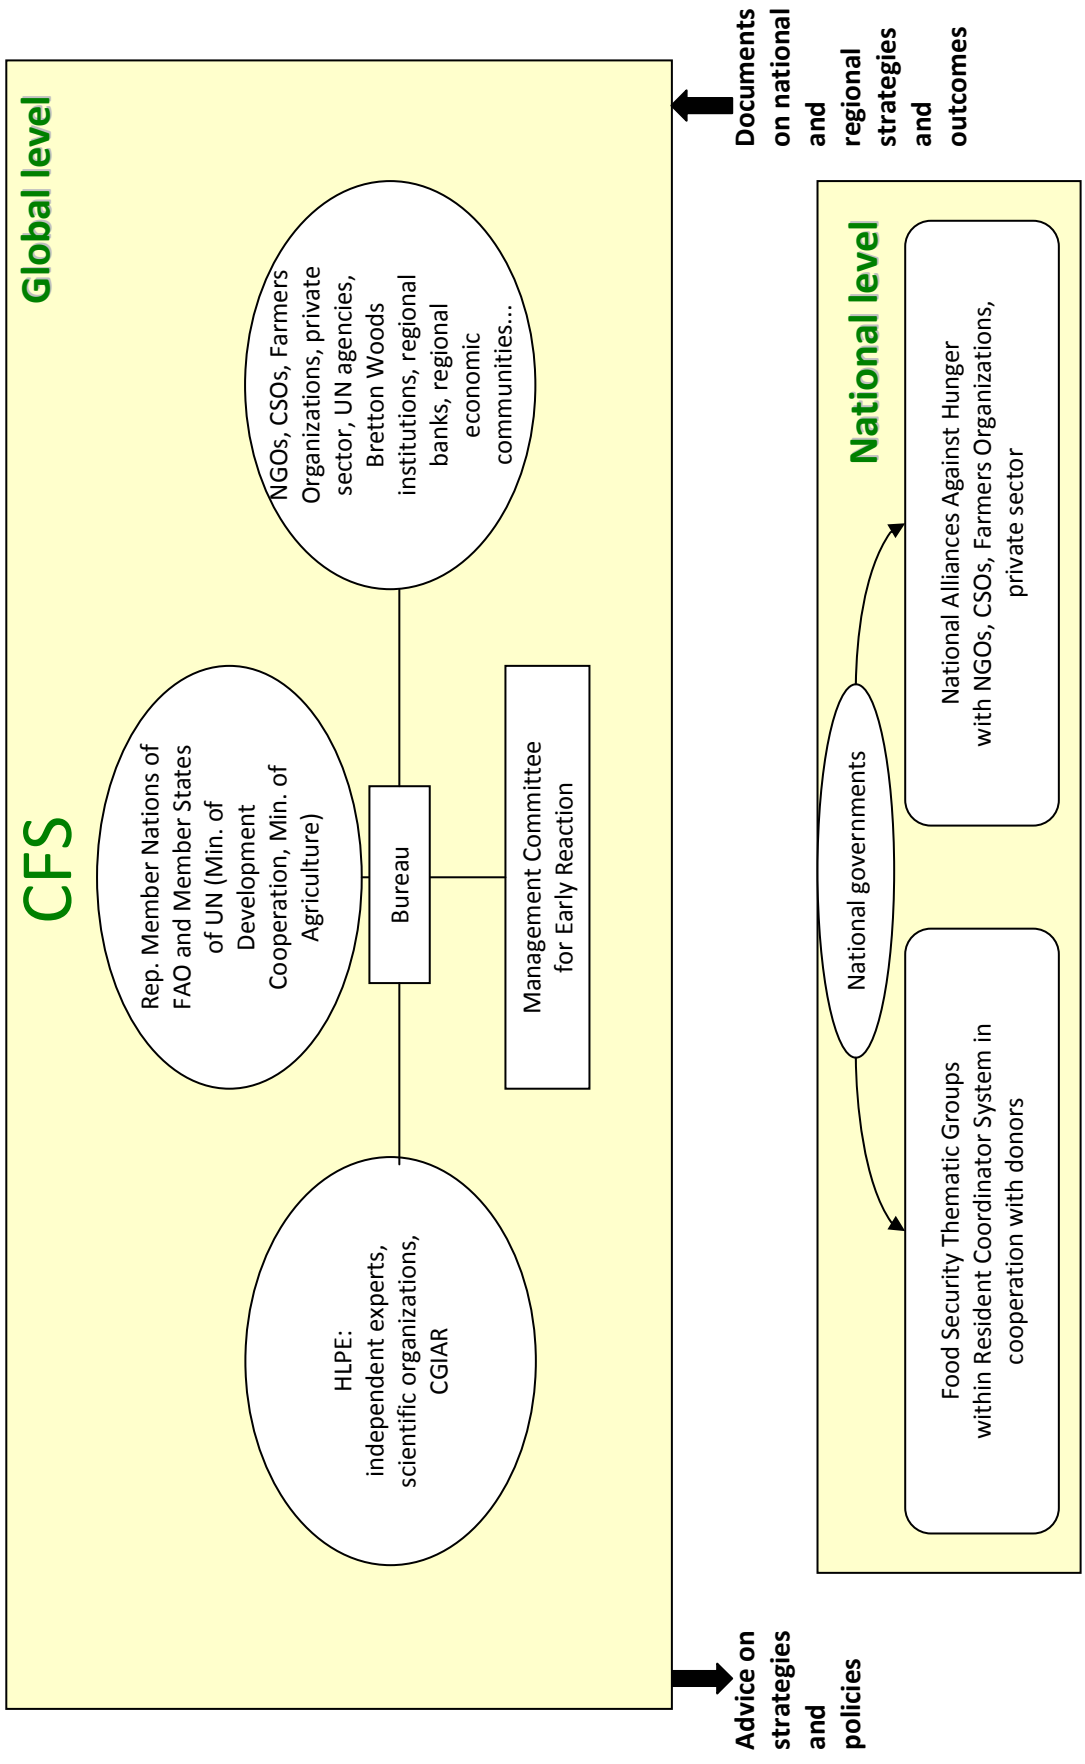 CFS
Global level
Rep. Member Nations of
FAO and Member States
of UN (Min. of
Development
Cooperation, Min. of
Agriculture)
HLPE:
independent experts,
scientific organizations,
CGIAR
Bureau
NGOs, CSOs, Farmers
Organizations, private
sector, UN agencies,
Bretton Woods
institutions, regional
banks, regional
economic
communities...
Management Committee
for Early Reaction
Advice on
strategies
and
policies
Documents
on national
and
regional
strategies
and
outcomes
National level
National governments
Food Security Thematic Groups
within Resident Coordinator System in
cooperation with donors
National Alliances Against Hunger
with NGOs, CSOs, Farmers Organizations,
private sector